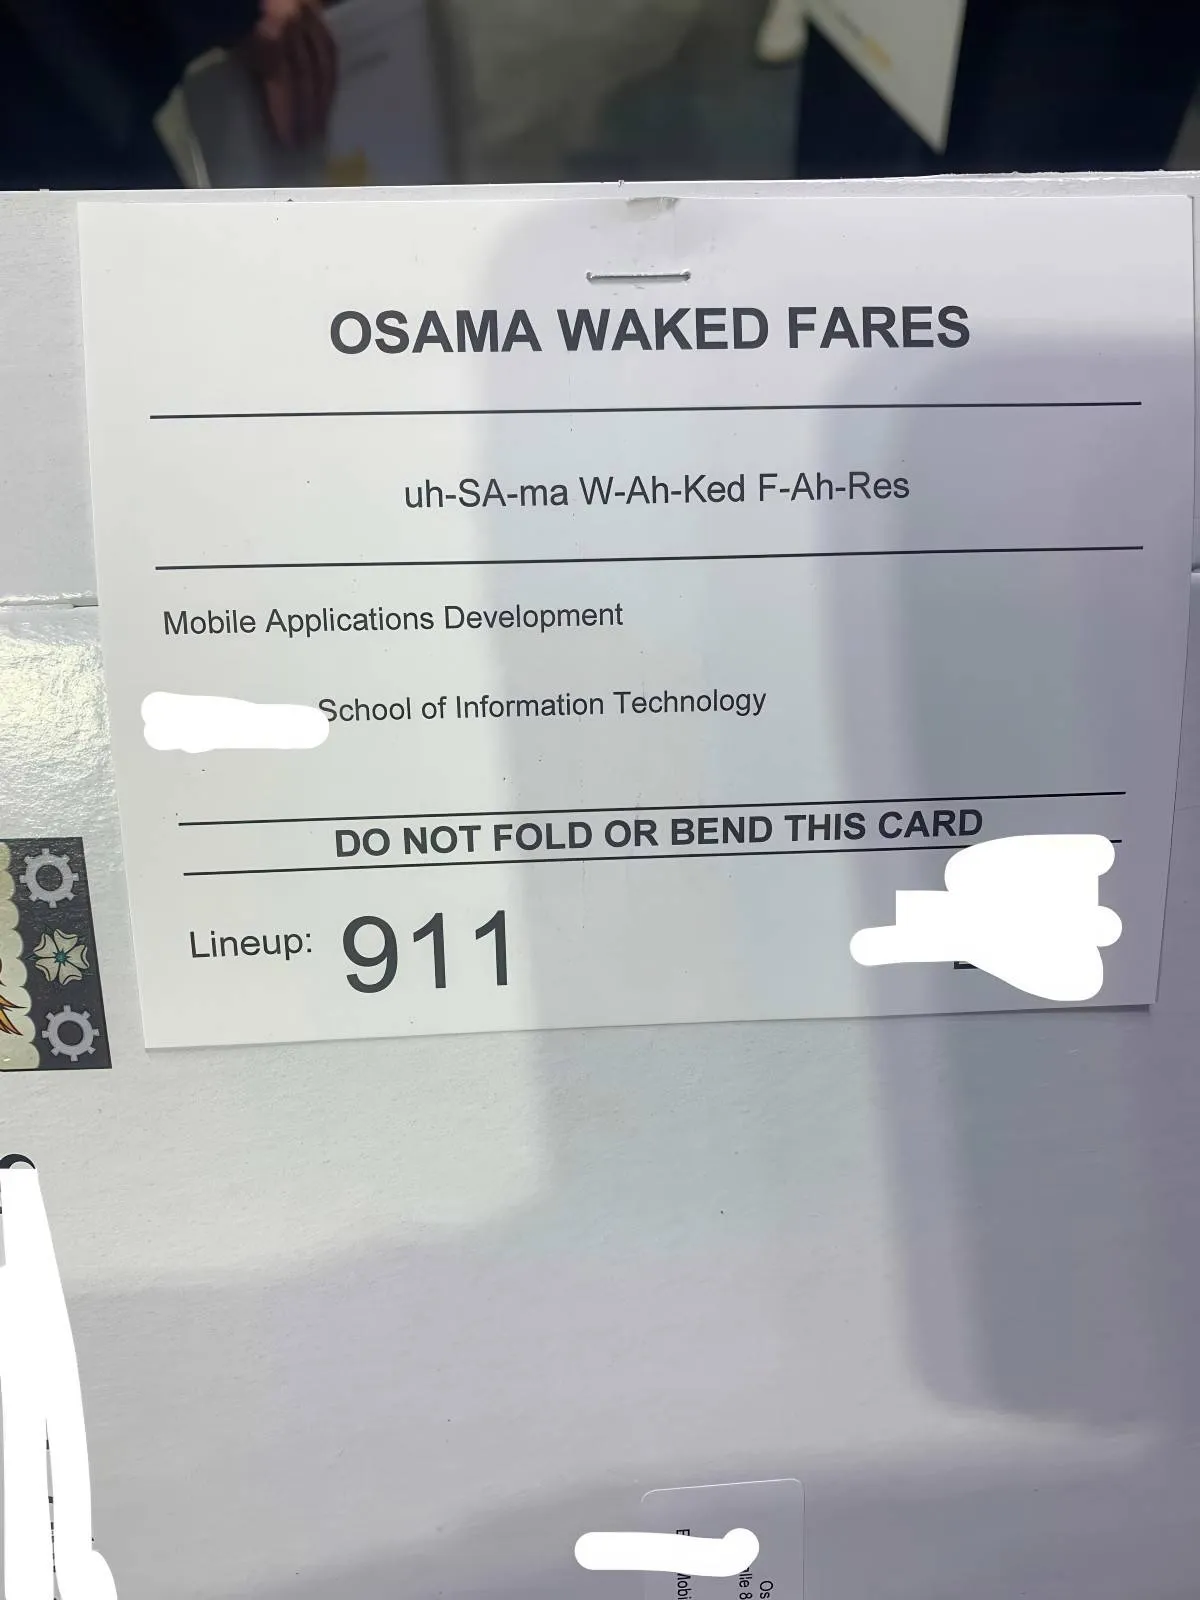 OSAMA WAKED FARES
uh-SA-ma W-Ah-Ked F-Ah-Res
Mobile Applications Development
School of Information Technology
DO NOT FOLD OR BEND THIS CARD
Lineup: 911